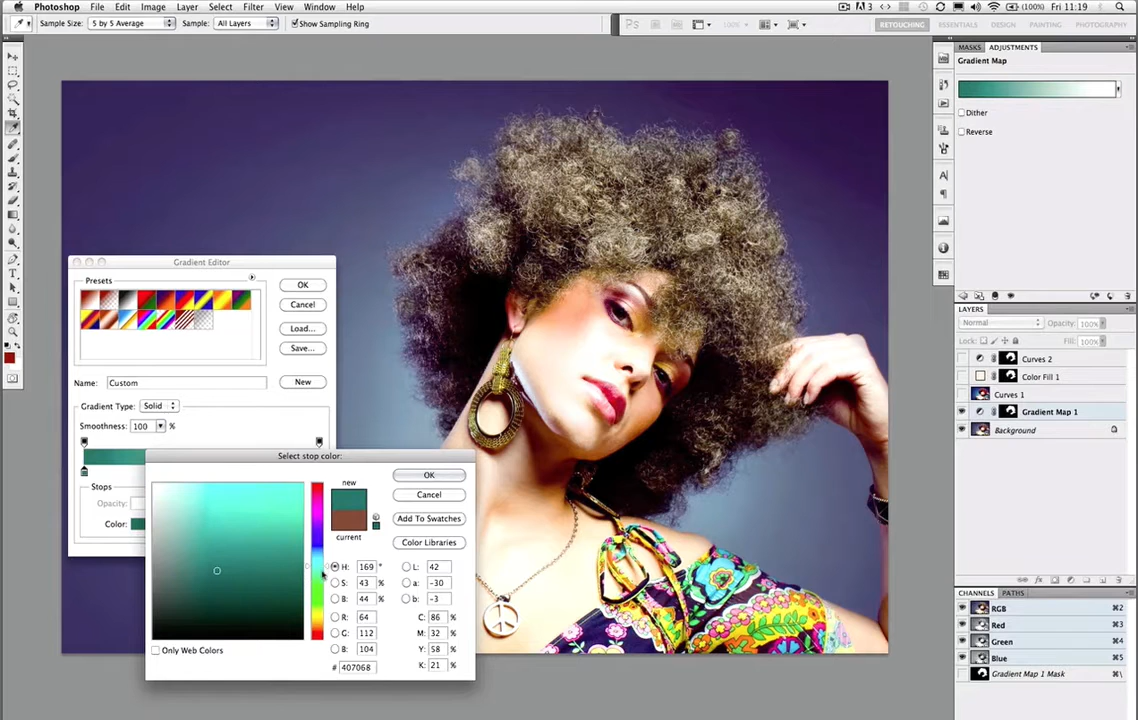 Photoshop File Edit Image Layer Select Filter View Window Help (100%) Fri 11:19
Sample Size: 5 by 5 Average Sample: All Layers Show Sampling Ring Ps 100% RETOUCHING ESSENTIALS DESIGN PAINTING PHOTOGRAPHY
MASKS ADJUSTMENTS
Gradient Map
Dither
Reverse
Gradient Editor
Presets
OK
Cancel
Load...
Save...
Name: Custom
New
Gradient Type: Solid
Smoothness: 100 %
Stops
Opacity:
Color:
Select stop color:
new
current
OK
Cancel
Add To Swatches
Color Libraries
H: 169 °
S: 43 %
B: 44 %
R: 64
G: 112
B: 104
# 407068
L: 42
a: -30
b: -3
C: 86 %
M: 32 %
Y: 58 %
K: 21 %
Only Web Colors
LAYERS
Normal Opacity: 100%
Lock: Fill: 100%
Curves 2
Color Fill 1
Curves 1
Gradient Map 1
Background
CHANNELS PATHS
RGB ⌘2
Red ⌘3
Green ⌘4
Blue ⌘5
Gradient Map 1 Mask ⌘\